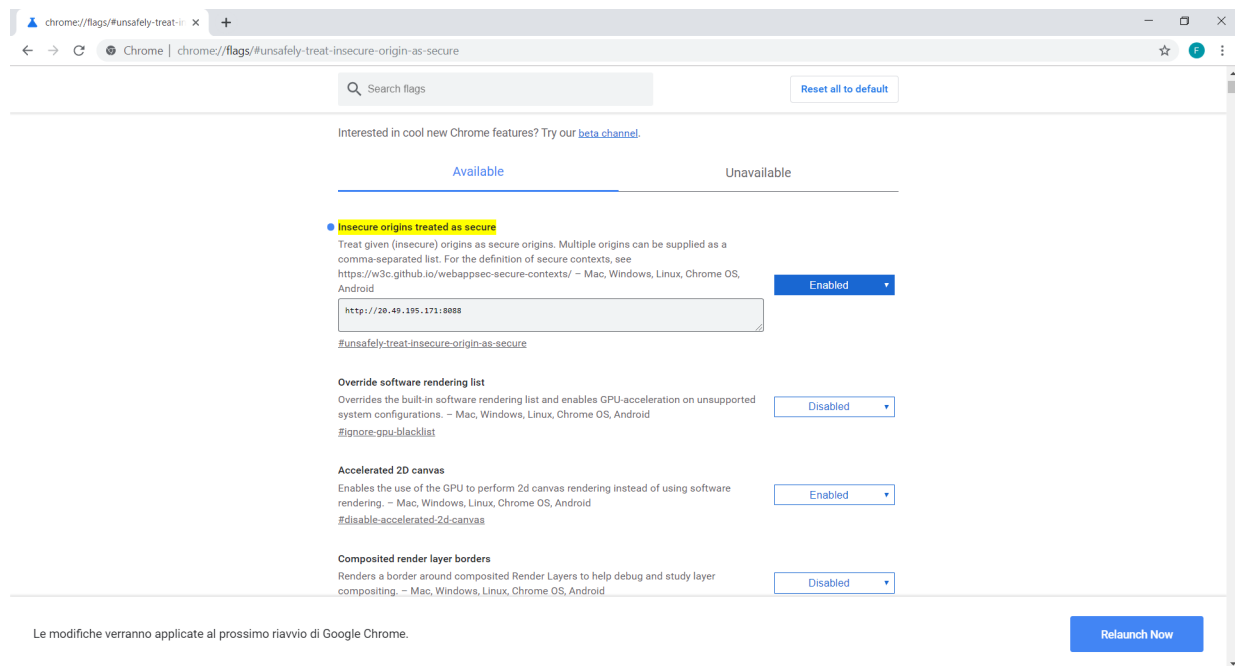 chrome://flags/#unsafely-treat-in
Chrome | chrome://flags/#unsafely-treat-insecure-origin-as-secure
F
Search flags
Reset all to default
Interested in cool new Chrome features? Try our beta channel.
Available
Unavailable
Insecure origins treated as secure
Treat given (insecure) origins as secure origins. Multiple origins can be supplied as a
comma-separated list. For the definition of secure contexts, see
https://w3c.github.io/webappsec-secure-contexts/ – Mac, Windows, Linux, Chrome OS,
Android
Enabled
http://20.49.195.171:8088
#unsafely-treat-insecure-origin-as-secure
Override software rendering list
Overrides the built-in software rendering list and enables GPU-acceleration on unsupported
system configurations. – Mac, Windows, Linux, Chrome OS, Android
Disabled
#ignore-gpu-blacklist
Accelerated 2D canvas
Enables the use of the GPU to perform 2d canvas rendering instead of using software
rendering. – Mac, Windows, Linux, Chrome OS, Android
Enabled
#disable-accelerated-2d-canvas
Composited render layer borders
Renders a border around composited Render Layers to help debug and study layer
compositing. – Mac, Windows, Linux, Chrome OS, Android
Disabled
Le modifiche verranno applicate al prossimo riavvio di Google Chrome.
Relaunch Now